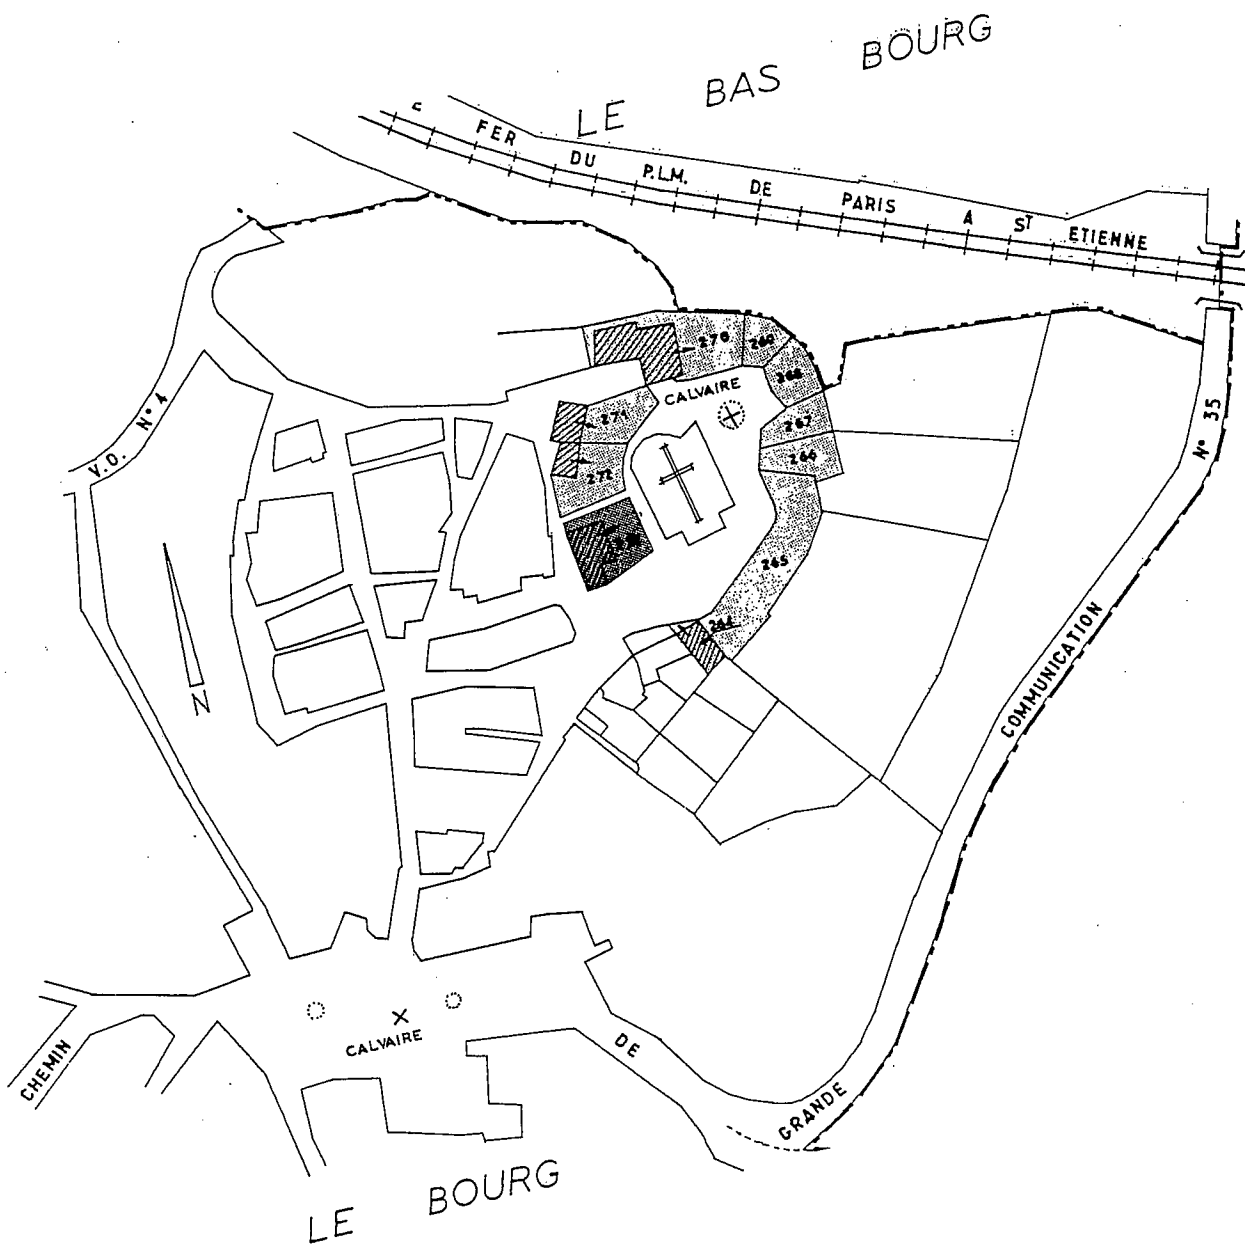 LE BAS BOURG
FER DU P.L.M. DE PARIS A ST ETIENNE
270
269
268
CALVAIRE
271
267
266
272
V.O. N° 4
N° 35
265
264
COMMUNICATION
N
DE
GRANDE
CHEMIN
CALVAIRE
LE BOURG